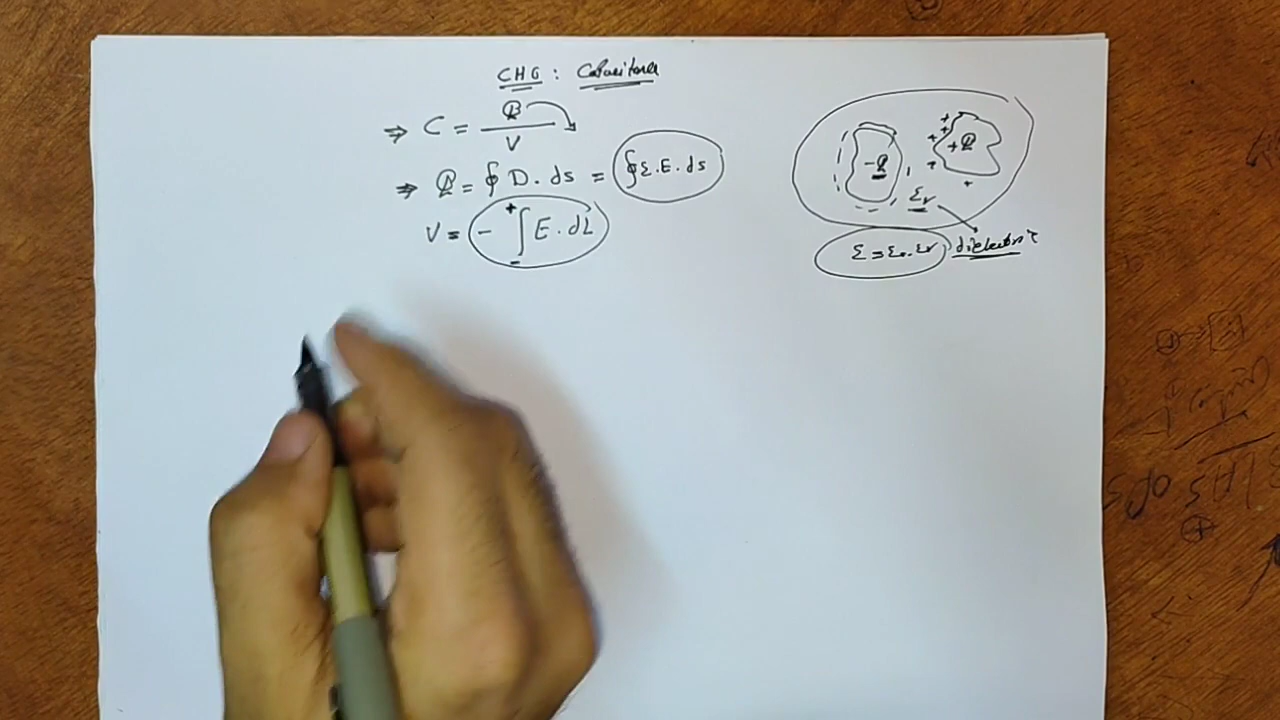 CH6 : Capacitance
⇒ C = Q / V
⇒ Q = ∮ D . ds = ∮ε.E.ds
V = - ∫ E . dL
+
-
-Q
+Q
+ + + + +
εr
ε = ε₀.εr dielectric